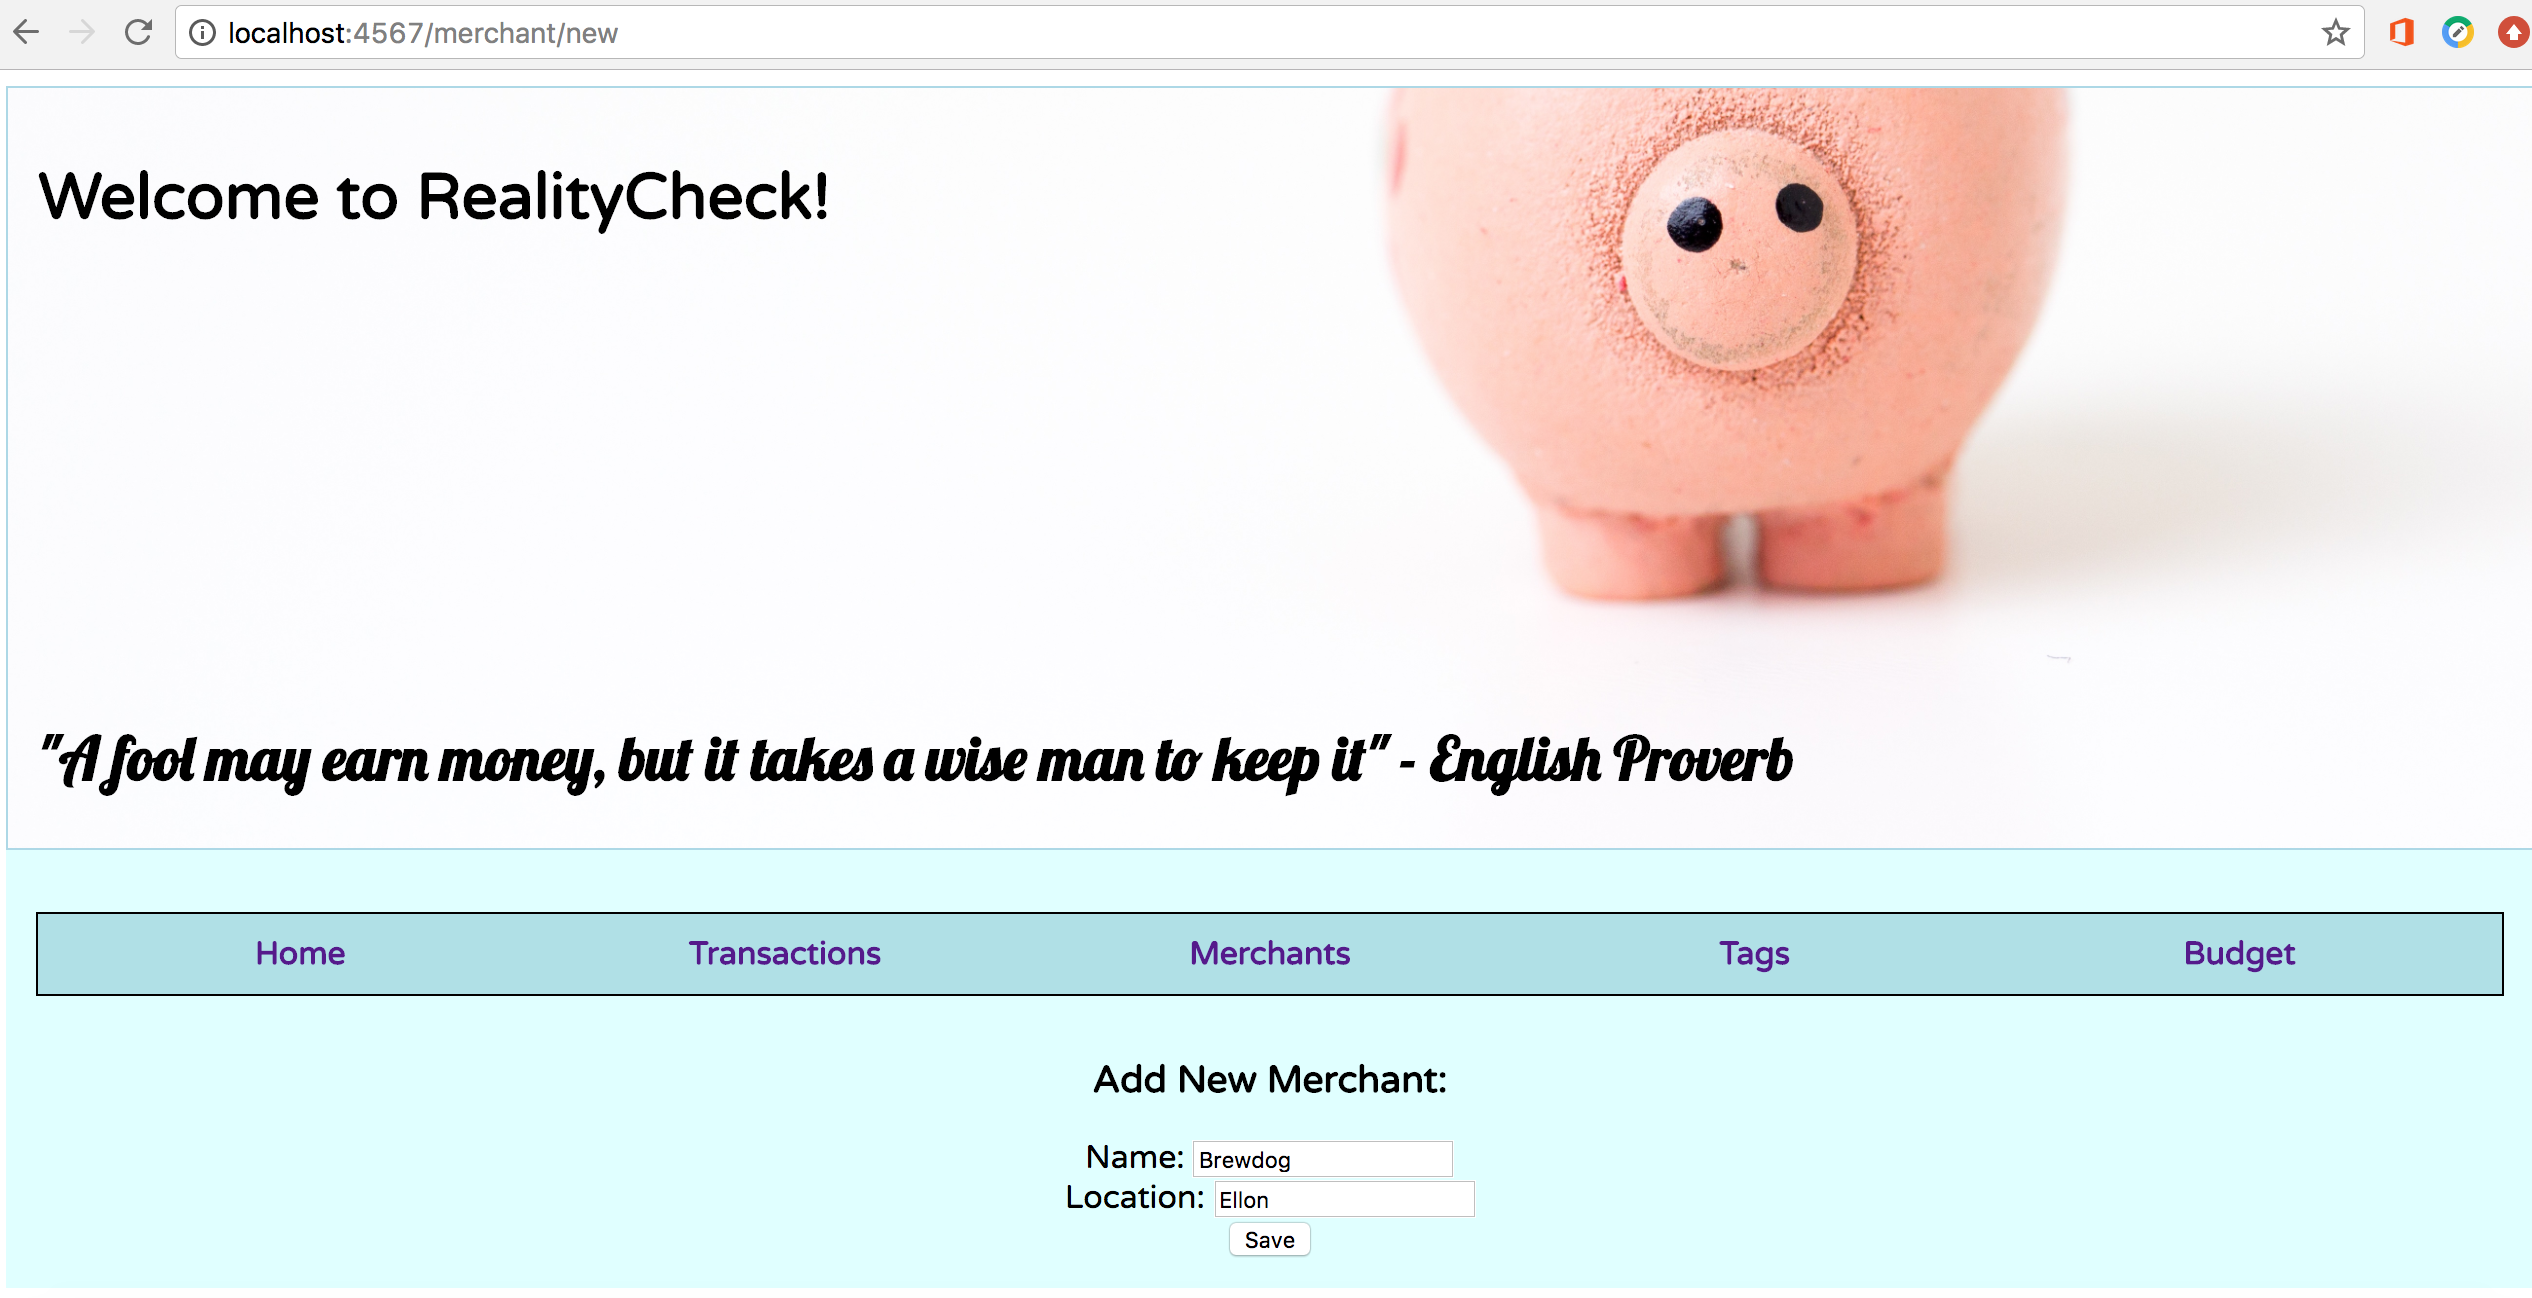 localhost:4567/merchant/new
Welcome to RealityCheck!
"A fool may earn money, but it takes a wise man to keep it" - English Proverb
Home Transactions Merchants Tags Budget
Add New Merchant:
Name: Brewdog
Location: Ellon
Save